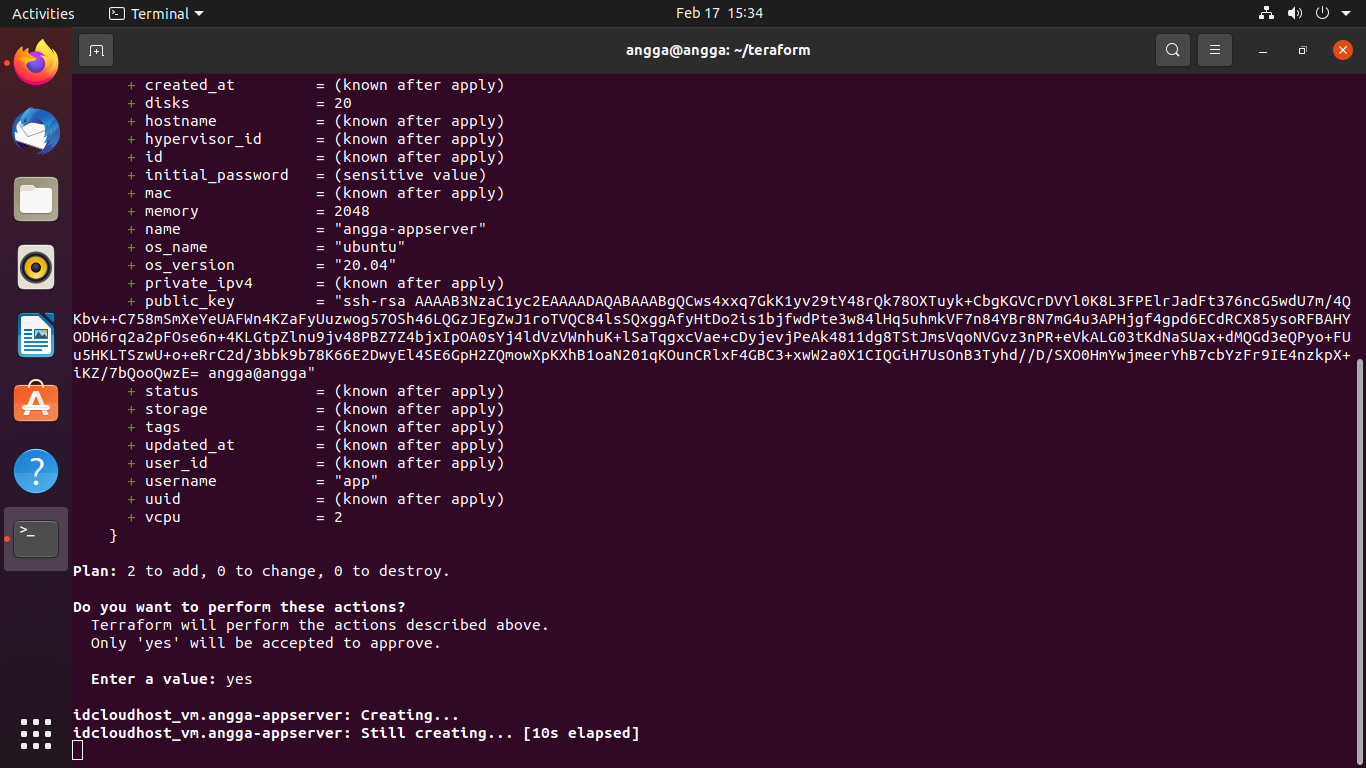 Activities
Terminal
Feb 17 15:34
angga@angga: ~/teraform
+ created_at = (known after apply)
+ disks = 20
+ hostname = (known after apply)
+ hypervisor_id = (known after apply)
+ id = (known after apply)
+ initial_password = (sensitive value)
+ mac = (known after apply)
+ memory = 2048
+ name = "angga-appserver"
+ os_name = "ubuntu"
+ os_version = "20.04"
+ private_ipv4 = (known after apply)
+ public_key = "ssh-rsa AAAAB3NzaC1yc2EAAAADAQABAAABgQCws4xxq7GkK1yv29tY48rQk78OXTuyk+CbgKGVCrDVYl0K8L3FPElrJadFt376ncG5wdU7m/4Q
Kbv++C758mSmXeYeUAFWn4KZaFyUuzwog57OSh46LQGzJEgZwJ1roTVQC84lsSQxggAfyHtDo2is1bjfwdPte3w84lHq5uhmkVF7n84YBr8N7mG4u3APHjgf4gpd6ECdRCX85ysoRFBAHY
ODH6rq2a2pFOse6n+4KLGtpZlnu9jv48PBZ7Z4bjxIpOA0sYj4ldVzVWnhuK+lSaTqgxcVae+cDyjevjPeAk4811dg8TStJmsVqoNVGvz3nPR+eVkALG03tKdNaSUax+dMQGd3eQPyo+FU
u5HKLTSzwU+o+eRrC2d/3bbk9b78K66E2DwyEl4SE6GpH2ZQmowXpKXhB1oaN201qKOunCRlxF4GBC3+xwW2a0X1CIQGiH7UsOnB3Tyhd//D/SXO0HmYwjmeerYhB7cbYzFr9IE4nzkpX+
iKZ/7bQooQwzE= angga@angga"
+ status = (known after apply)
+ storage = (known after apply)
+ tags = (known after apply)
+ updated_at = (known after apply)
+ user_id = (known after apply)
+ username = "app"
+ uuid = (known after apply)
+ vcpu = 2
}
Plan: 2 to add, 0 to change, 0 to destroy.
Do you want to perform these actions?
Terraform will perform the actions described above.
Only 'yes' will be accepted to approve.
Enter a value: yes
idcloudhost_vm.angga-appserver: Creating...
idcloudhost_vm.angga-appserver: Still creating... [10s elapsed]